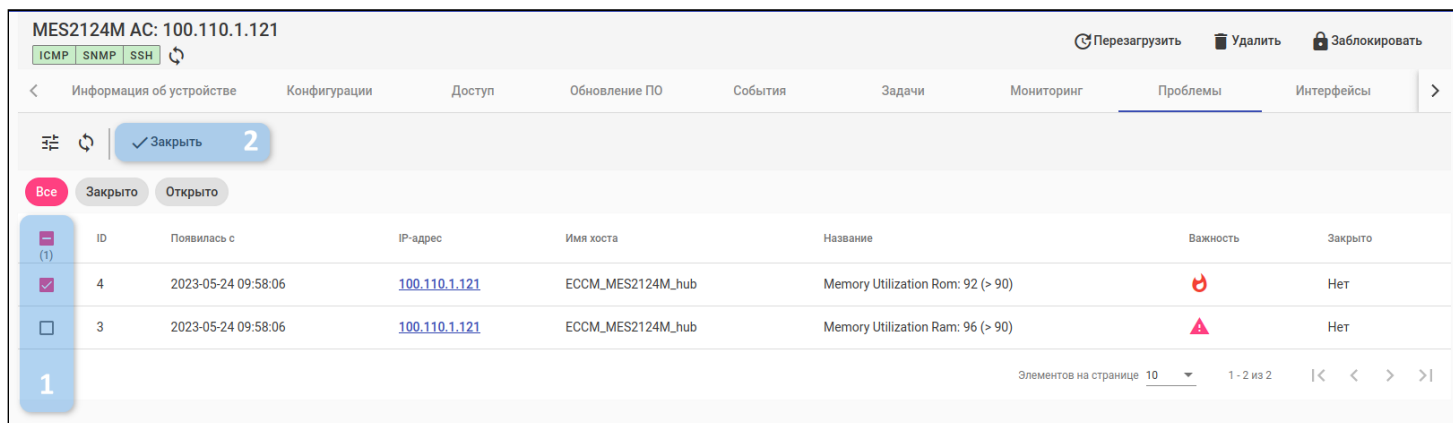 MES2124M AC: 100.110.1.121
ICMP SNMP SSH
Перезагрузить Удалить Заблокировать
Информация об устройстве Конфигурации Доступ Обновление ПО События Задачи Мониторинг Проблемы Интерфейсы
Закрыть 2
Все Закрыто Открыто
ID Появилась с IP-адрес Имя хоста Название Важность Закрыто
(1)
4 2023-05-24 09:58:06 100.110.1.121 ECCM_MES2124M_hub Memory Utilization Rom: 92 (> 90) Нет
3 2023-05-24 09:58:06 100.110.1.121 ECCM_MES2124M_hub Memory Utilization Ram: 96 (> 90) Нет
Элементов на странице 10 1 - 2 из 2
1